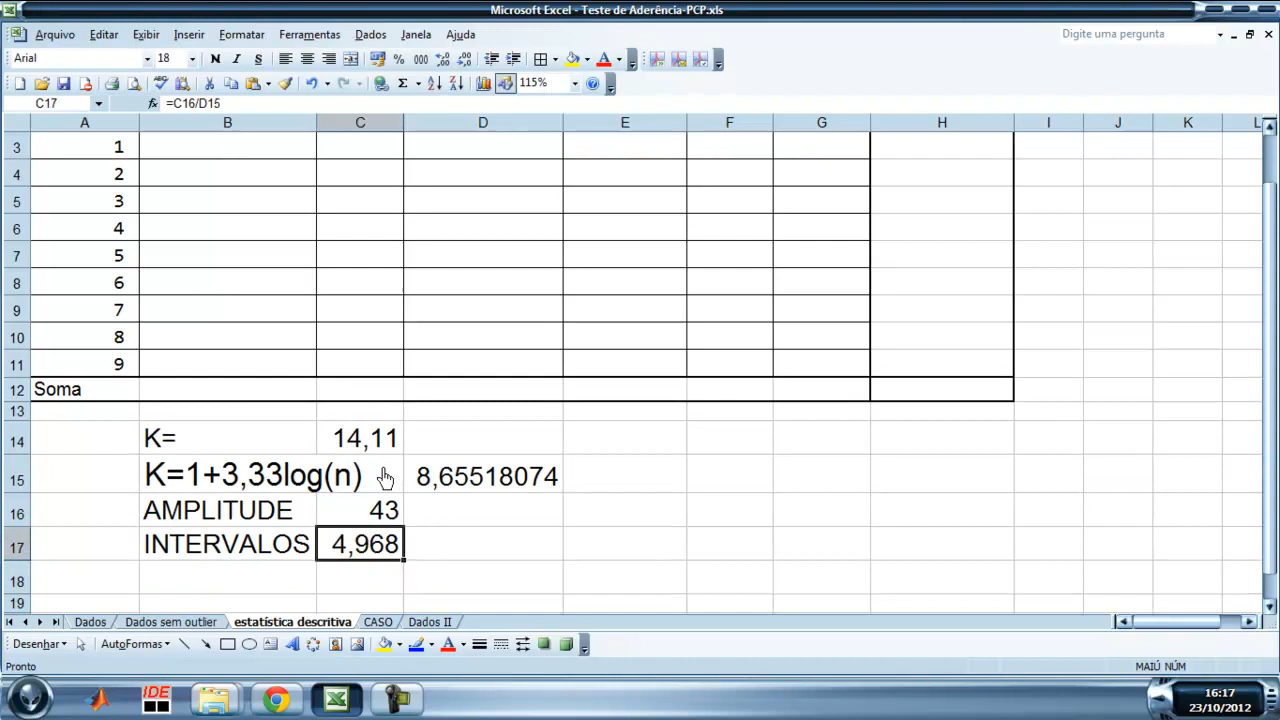 Microsoft Excel - Teste de Aderência-PCP.xls
Arquivo Editar Exibir Inserir Formatar Ferramentas Dados Janela Ajuda Digite uma pergunta
Arial 18 N I S % 000
115%
C17 fx =C16/D15
A B C D E F G H I J K L
3 1
4 2
5 3
6 4
7 5
8 6
9 7
10 8
11 9
12 Soma
13
14 K= 14,11
15 K=1+3,33log(n) 8,65518074
16 AMPLITUDE 43
17 INTERVALOS 4,968
18
19
Dados Dados sem outlier estatística descritiva CASO Dados II
Desenhar AutoFormas
Pronto MAIÚ NÚM
IDE 16:17
23/10/2012